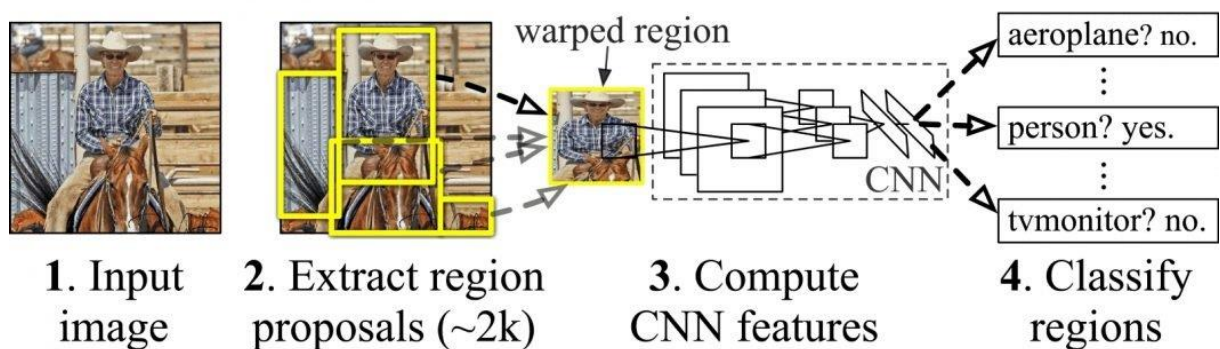 warped region
aeroplane? no.
person? yes.
tvmonitor? no.
CNN
1. Input
image
2. Extract region
proposals (~2k)
3. Compute
CNN features
4. Classify
regions